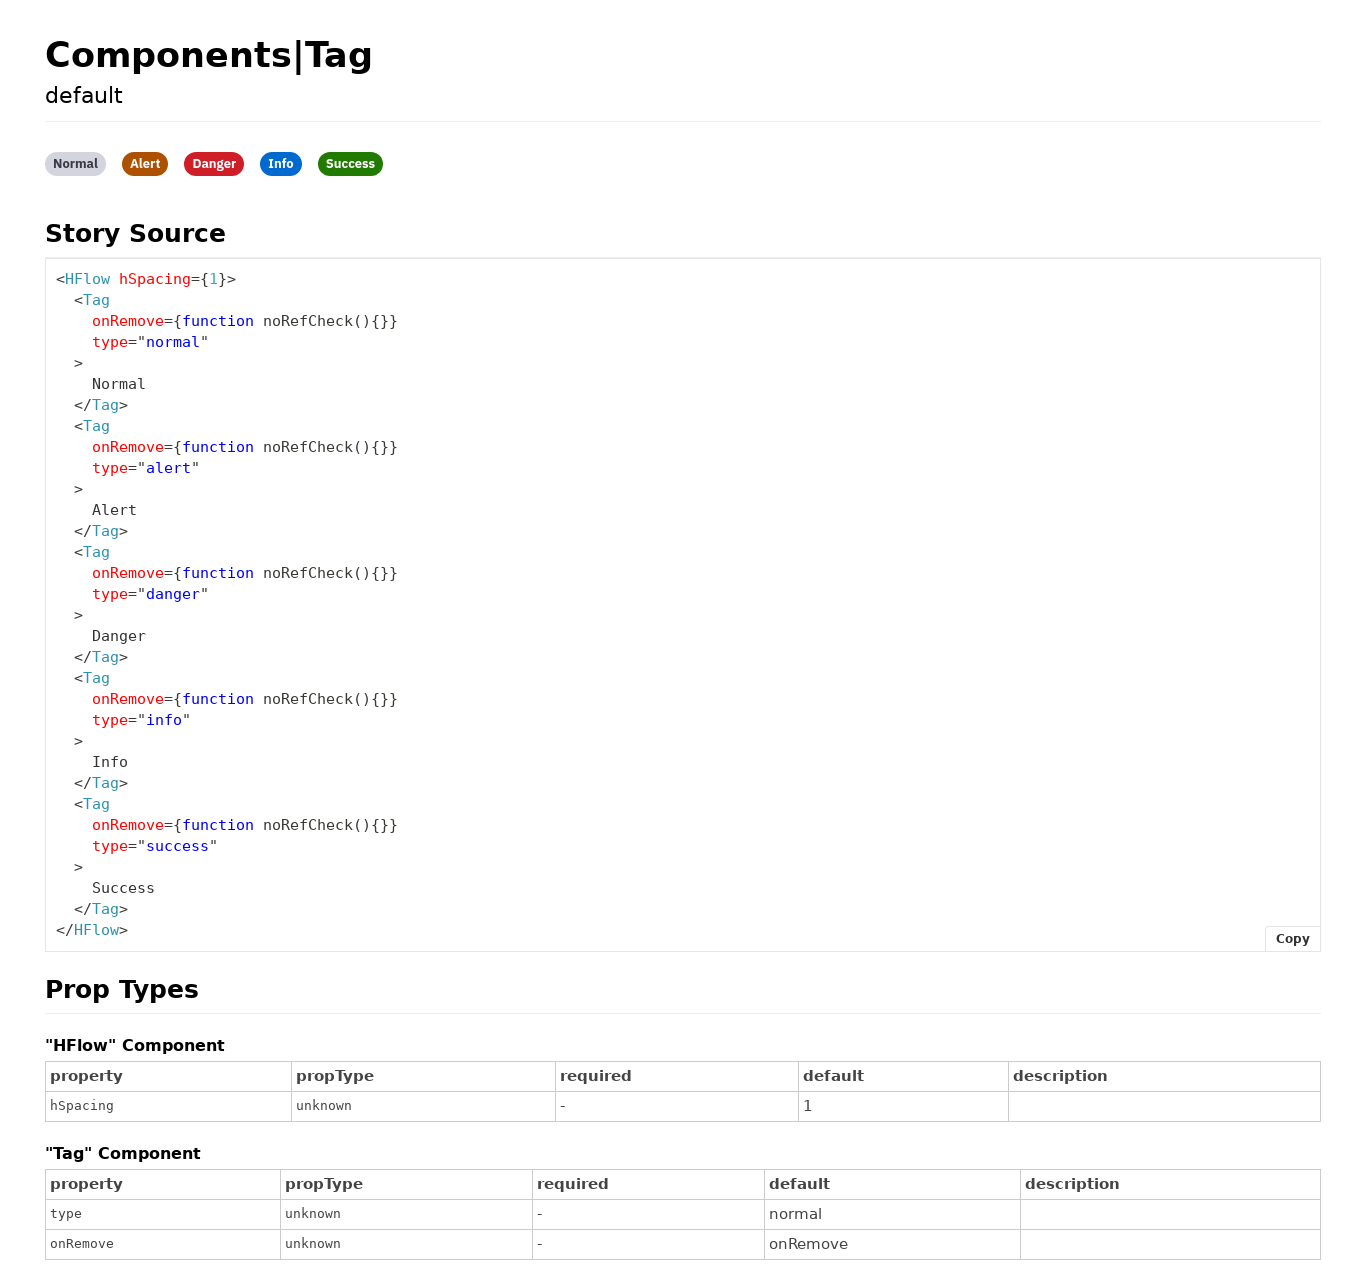 Components|Tag
default
Normal Alert Danger Info Success
Story Source
<HFlow hSpacing={1}>
  <Tag
    onRemove={function noRefCheck(){}}
    type="normal"
  >
    Normal
  </Tag>
  <Tag
    onRemove={function noRefCheck(){}}
    type="alert"
  >
    Alert
  </Tag>
  <Tag
    onRemove={function noRefCheck(){}}
    type="danger"
  >
    Danger
  </Tag>
  <Tag
    onRemove={function noRefCheck(){}}
    type="info"
  >
    Info
  </Tag>
  <Tag
    onRemove={function noRefCheck(){}}
    type="success"
  >
    Success
  </Tag>
</HFlow>
Copy
Prop Types
"HFlow" Component
property propType required default description
hSpacing unknown - 1
"Tag" Component
property propType required default description
type unknown - normal
onRemove unknown - onRemove